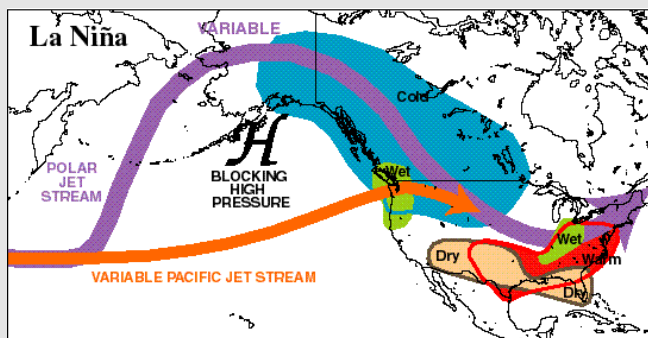 La Niña
VARIABLE
Cold
H
Wet
POLAR
JET
STREAM
BLOCKING
HIGH
PRESSURE
Wet
Warm
Dry
Dry
VARIABLE PACIFIC JET STREAM